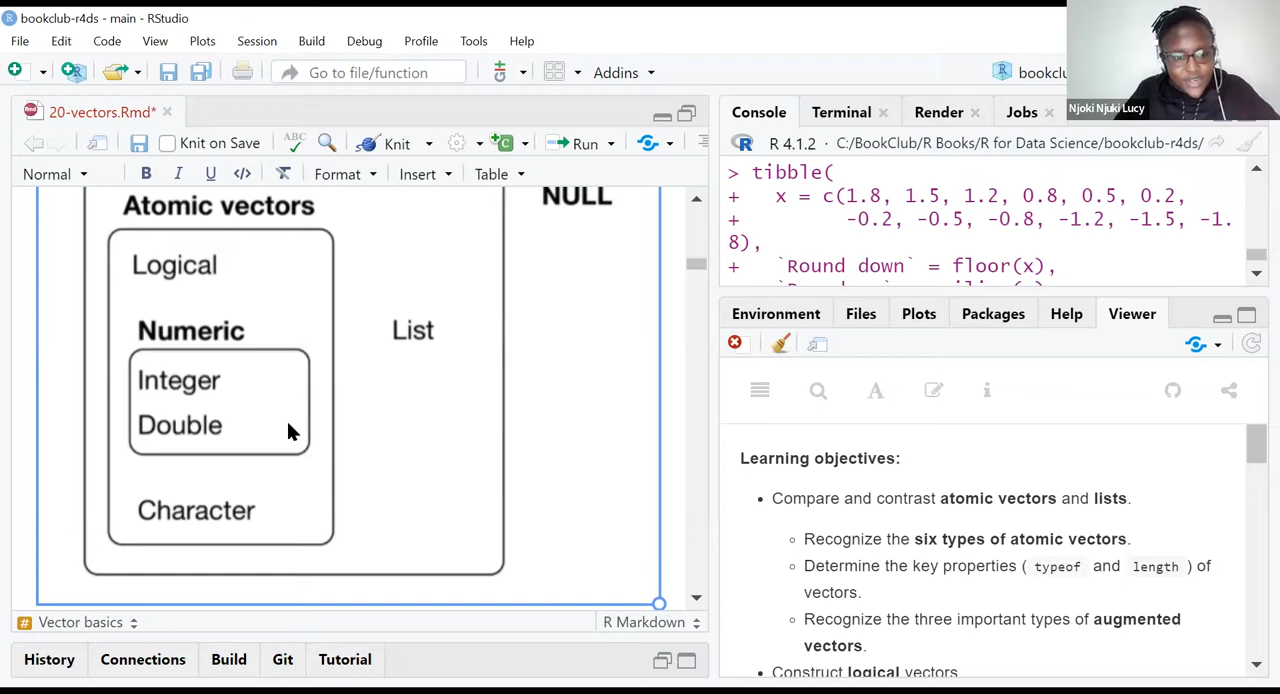 bookclub-r4ds - main - RStudio
File Edit Code View Plots Session Build Debug Profile Tools Help
Go to file/function Addins
Njoki Njuki Lucy
20-vectors.Rmd*
Knit on Save ABC Knit Run
Normal B I U </> Format Insert Table
Atomic vectors
NULL
Logical
Numeric
List
Integer
Double
Character
Vector basics R Markdown
History Connections Build Git Tutorial
Console Terminal Render Jobs
R 4.1.2 · C:/BookClub/R Books/R for Data Science/bookclub-r4ds/
> tibble(
+ x = c(1.8, 1.5, 1.2, 0.8, 0.5, 0.2,
+ -0.2, -0.5, -0.8, -1.2, -1.5, -1.
8),
+ `Round down` = floor(x),
Environment Files Plots Packages Help Viewer
Learning objectives:
• Compare and contrast atomic vectors and lists.
◦ Recognize the six types of atomic vectors.
◦ Determine the key properties ( typeof and length ) of
vectors.
◦ Recognize the three important types of augmented
vectors.
• Construct logical vectors